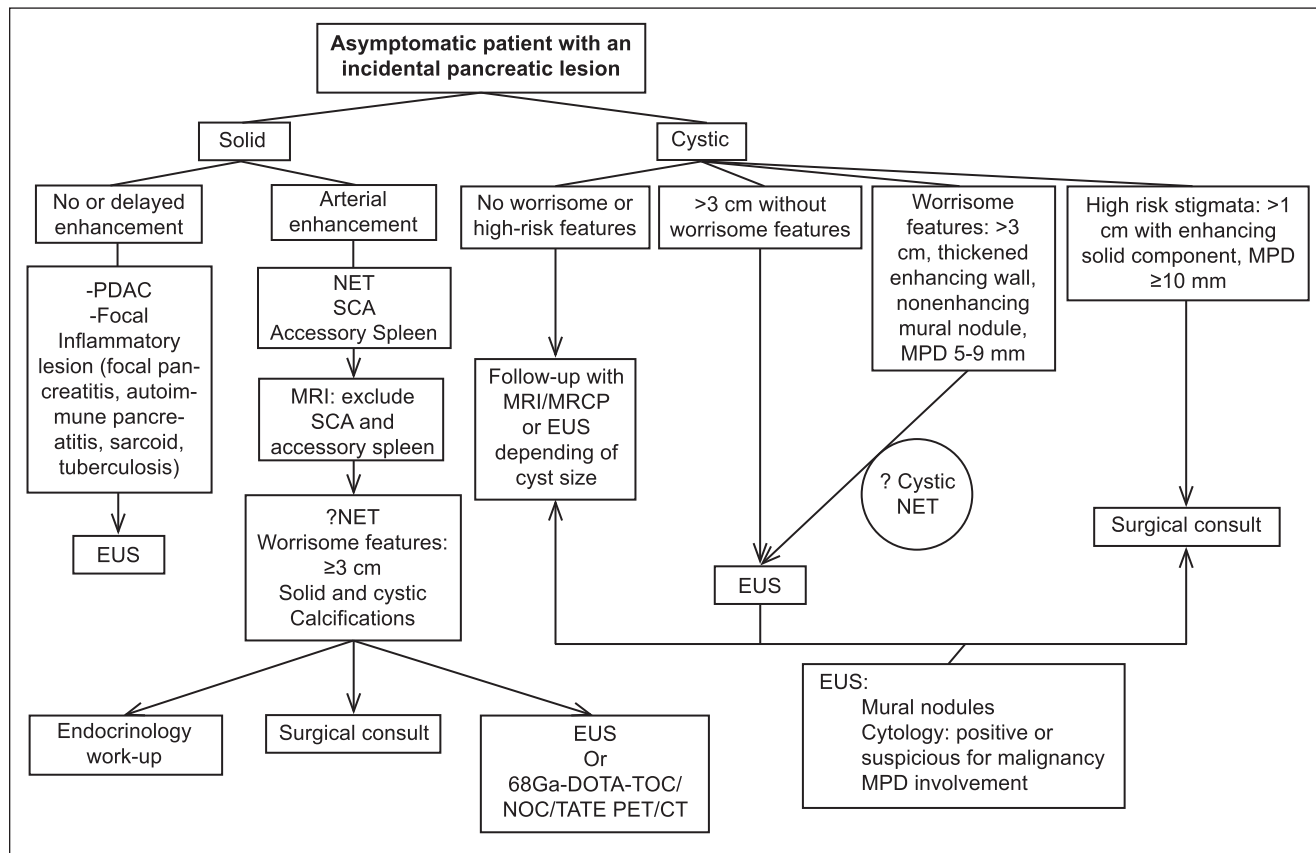 Asymptomatic patient with an
incidental pancreatic lesion
Solid
Cystic
No or delayed
enhancement
Arterial
enhancement
No worrisome or
high-risk features
>3 cm without
worrisome features
Worrisome
features: >3
cm, thickened
enhancing wall,
nonenhancing
mural nodule,
MPD 5-9 mm
High risk stigmata: >1
cm with enhancing
solid component, MPD
≥10 mm
-PDAC
-Focal
Inflammatory
lesion (focal pan-
creatitis, autoim-
mune pancre-
atitis, sarcoid,
tuberculosis)
NET
SCA
Accessory Spleen
MRI: exclude
SCA and
accessory spleen
Follow-up with
MRI/MRCP
or EUS
depending of
cyst size
? Cystic
NET
Surgical consult
EUS
?NET
Worrisome features:
≥3 cm
Solid and cystic
Calcifications
EUS
Endocrinology
work-up
Surgical consult
EUS
Or
68Ga-DOTA-TOC/
NOC/TATE PET/CT
EUS:
Mural nodules
Cytology: positive or
suspicious for malignancy
MPD involvement